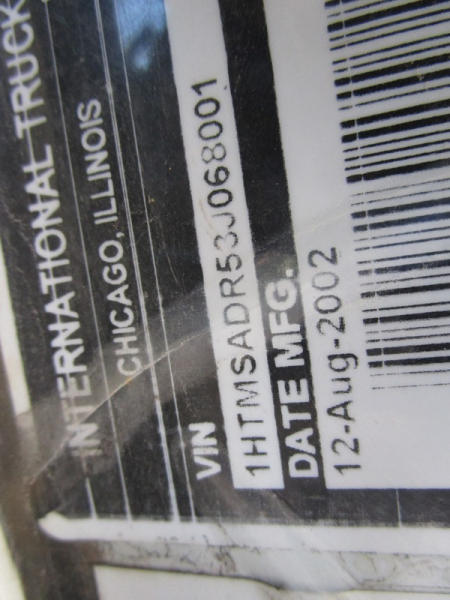 INTERNATIONAL TRUCK
CHICAGO, ILLINOIS
VIN
1HTMSADR53J068001
DATE MFG.
12-Aug-2002